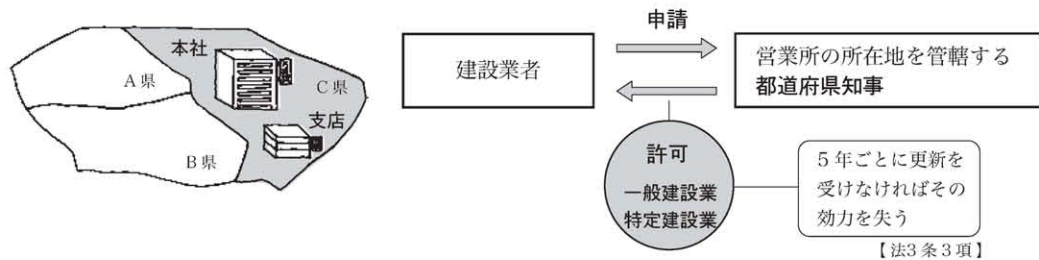 本社
A県
C県
支店
B県
建設業者
申請
営業所の所在地を管轄する
都道府県知事
許可
一般建設業
特定建設業
5年ごとに更新を
受けなければその
効力を失う
【法3条3項】